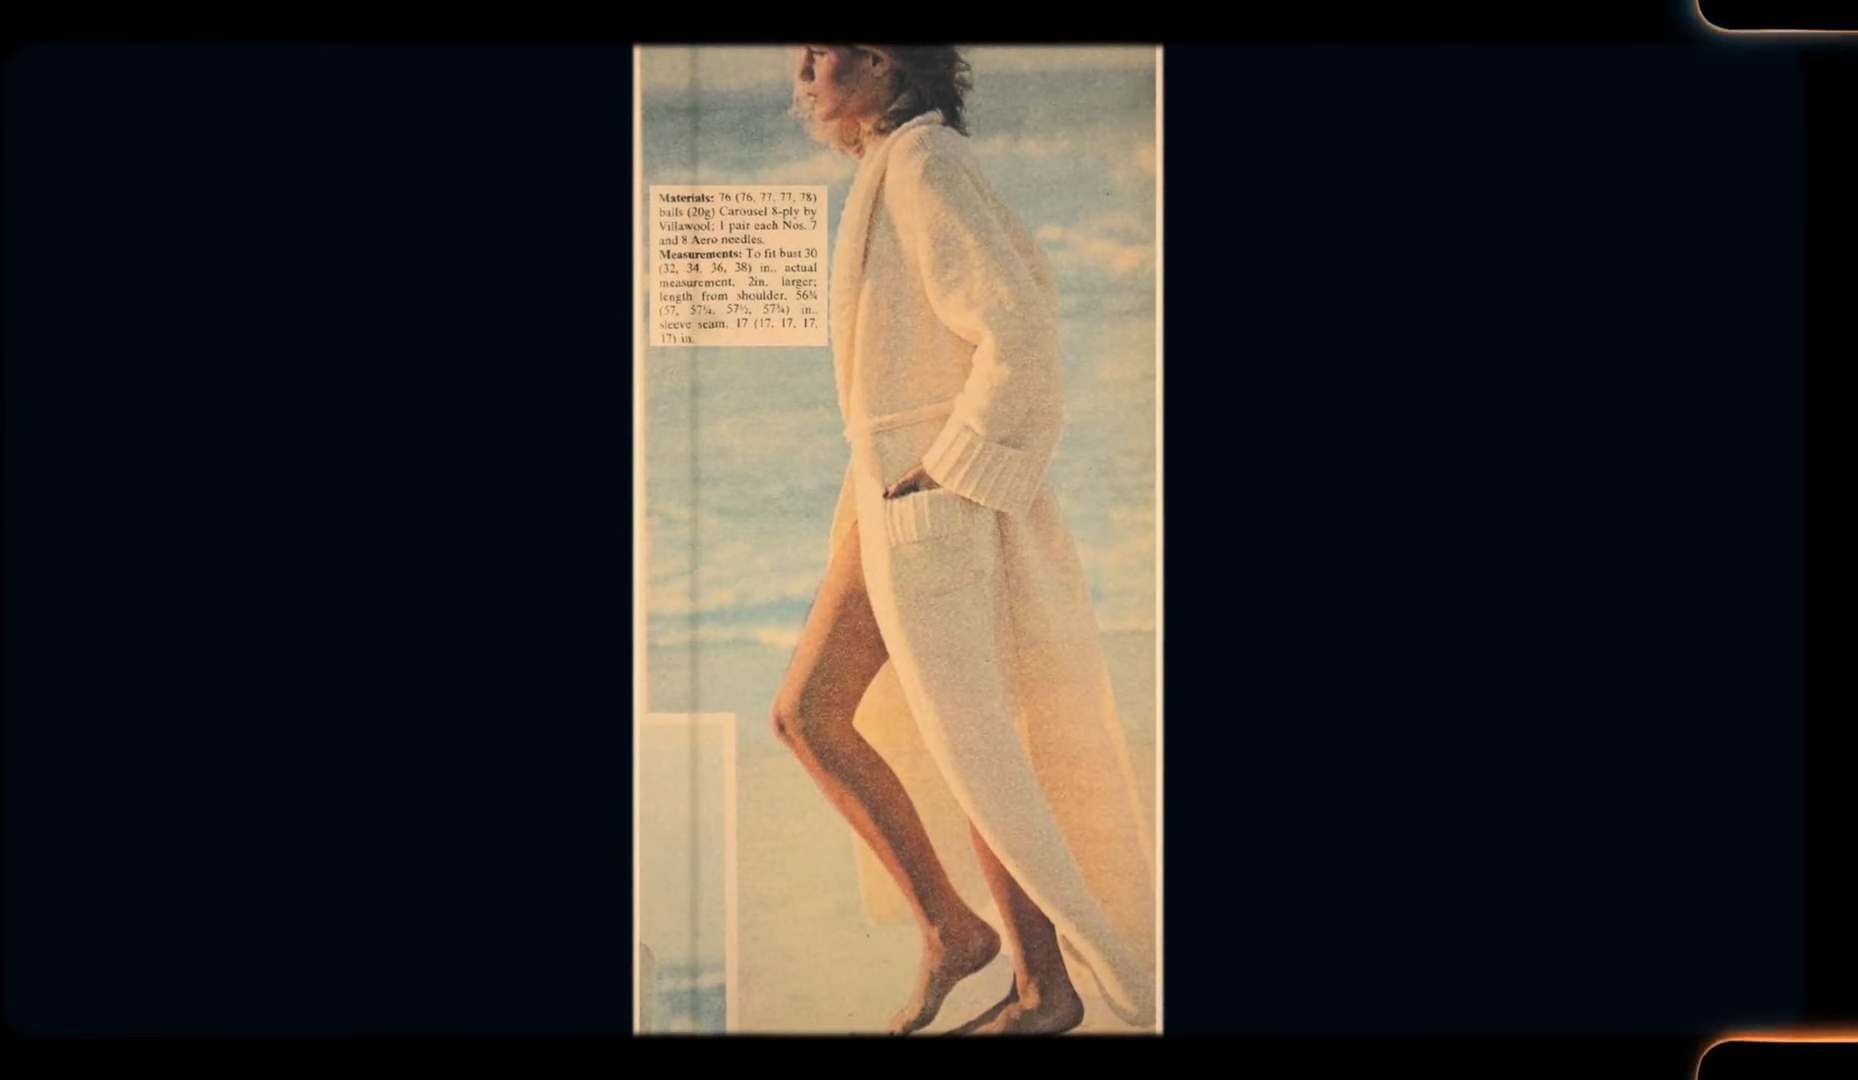 Materials: 76 (76, 77, 77, 78)
balls (20g) Carousel 8-ply by
Villawool; 1 pair each Nos. 7
and 8 Aero needles.
Measurements: To fit bust 30
(32, 34, 36, 38) in., actual
measurement, 2in. larger;
length from shoulder, 56¾
(57, 57¼, 57½, 57¾) in.,
sleeve seam, 17 (17, 17, 17,
17) in.